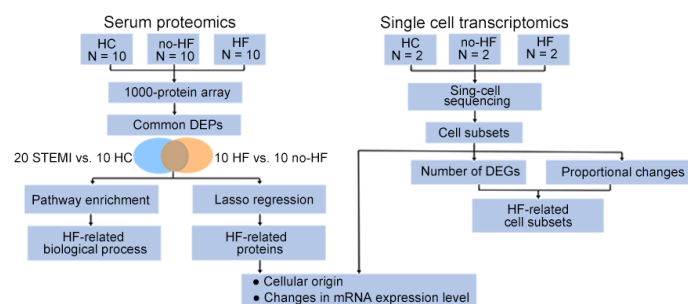 Serum proteomics
HC
N = 10
no-HF
N = 10
HF
N = 10
1000-protein array
Common DEPs
20 STEMI vs. 10 HC
10 HF vs. 10 no-HF
Pathway enrichment
Lasso regression
HF-related
biological process
HF-related
proteins
Single cell transcriptomics
HC
N = 2
no-HF
N = 2
HF
N = 2
Sing-cell
sequencing
Cell subsets
Number of DEGs
Proportional changes
HF-related
cell subsets
● Cellular origin
● Changes in mRNA expression level